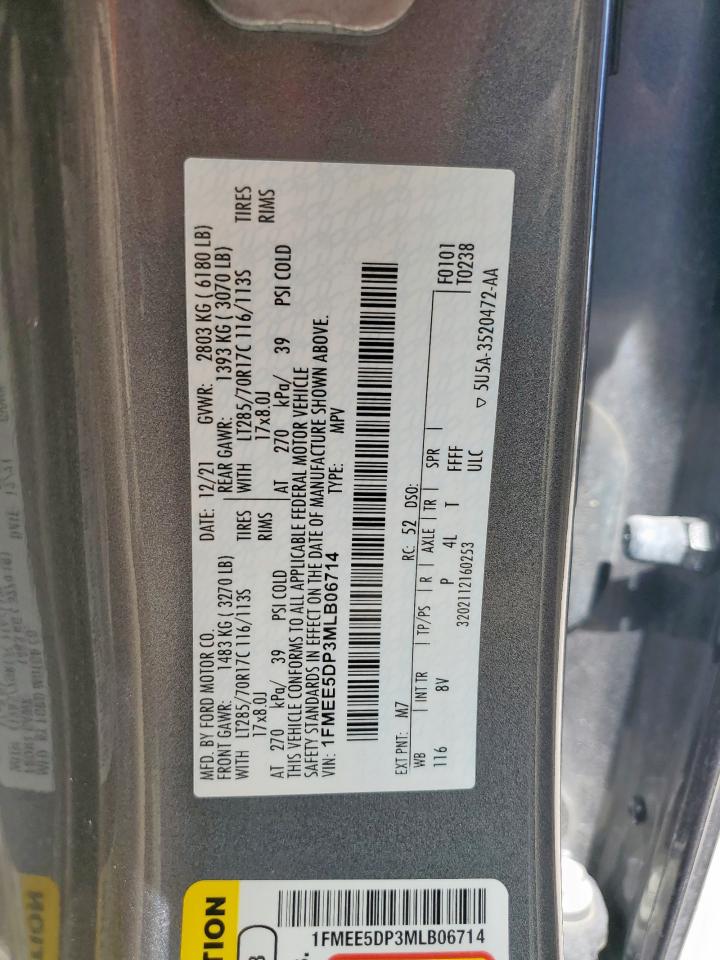 MFD. BY FORD MOTOR CO. DATE: 12/21 GVWR: 2803 KG ( 6180 LB)
FRONT GAWR: 1483 KG ( 3270 LB) REAR GAWR: 1393 KG ( 3070 LB)
WITH LT285/70R17C 116/113S TIRES WITH LT285/70R17C 116/113S TIRES
17x8.0J RIMS 17x8.0J RIMS
AT 270 kPa/ 39 PSI COLD AT 270 kPa/ 39 PSI COLD
THIS VEHICLE CONFORMS TO ALL APPLICABLE FEDERAL MOTOR VEHICLE
SAFETY STANDARDS IN EFFECT ON THE DATE OF MANUFACTURE SHOWN ABOVE.
VIN: 1FMEE5DP3MLB06714 TYPE: MPV
EXT PNT: M7 RC: 52 DSO: F0101
WB | INT TR | TP/PS | R | AXLE | TR | SPR | T0238
116 8V P 4L T FFFF
ULC
3202112160253 ▽ 5U5A-3520472-AA
1FMEE5DP3MLB06714